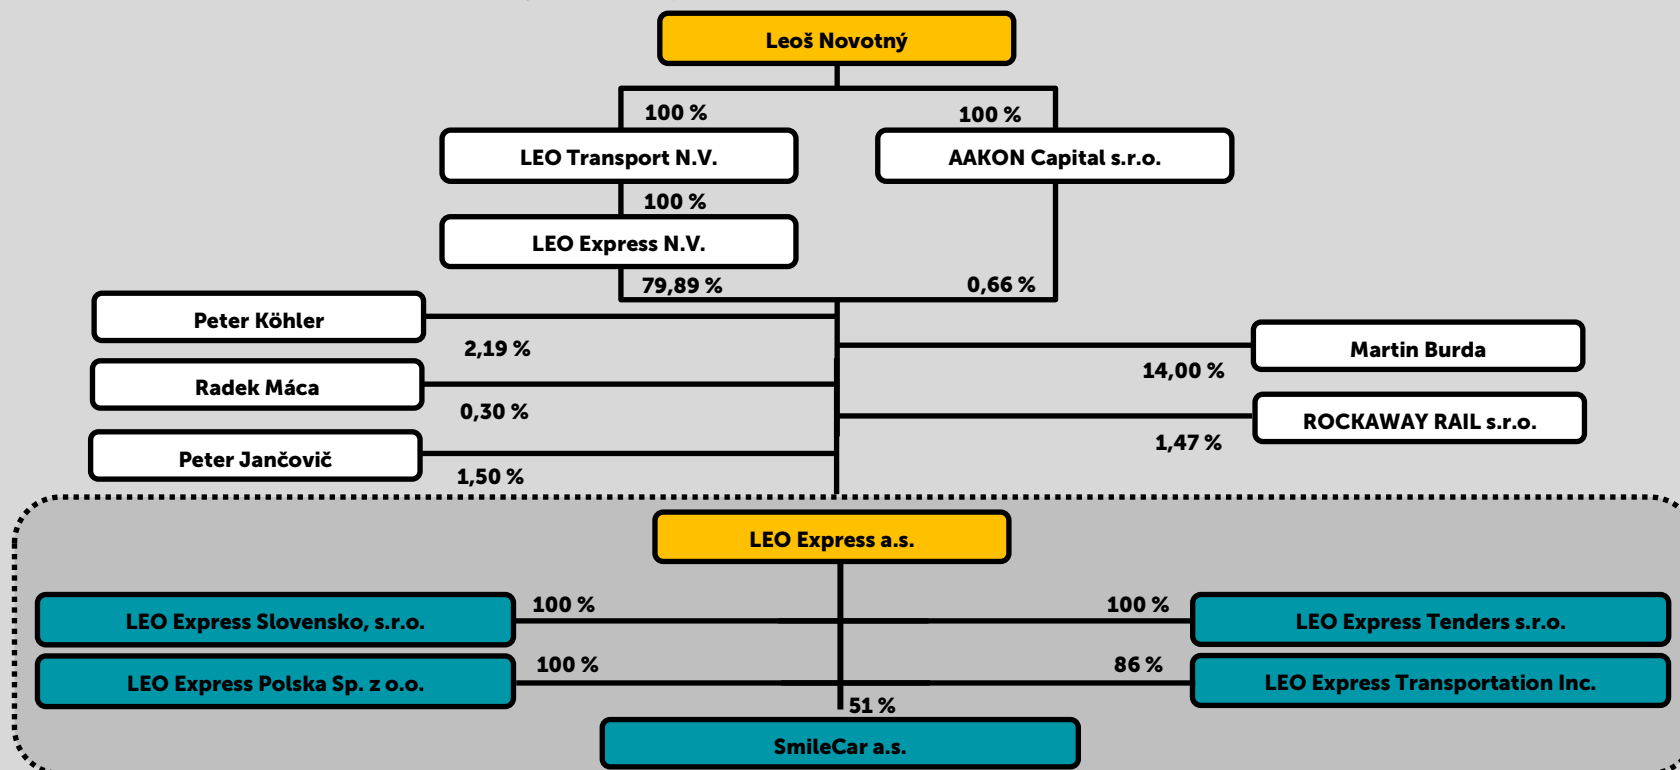 Leoš Novotný
100 %
100 %
LEO Transport N.V.
AAKON Capital s.r.o.
100 %
LEO Express N.V.
79,89 %
0,66 %
Peter Köhler
2,19 %
Martin Burda
14,00 %
Radek Máca
0,30 %
ROCKAWAY RAIL s.r.o.
1,47 %
Peter Jančovič
1,50 %
LEO Express a.s.
LEO Express Slovensko, s.r.o.
100 %
100 %
LEO Express Tenders s.r.o.
LEO Express Polska Sp. z o.o.
100 %
86 %
LEO Express Transportation Inc.
51 %
SmileCar a.s.